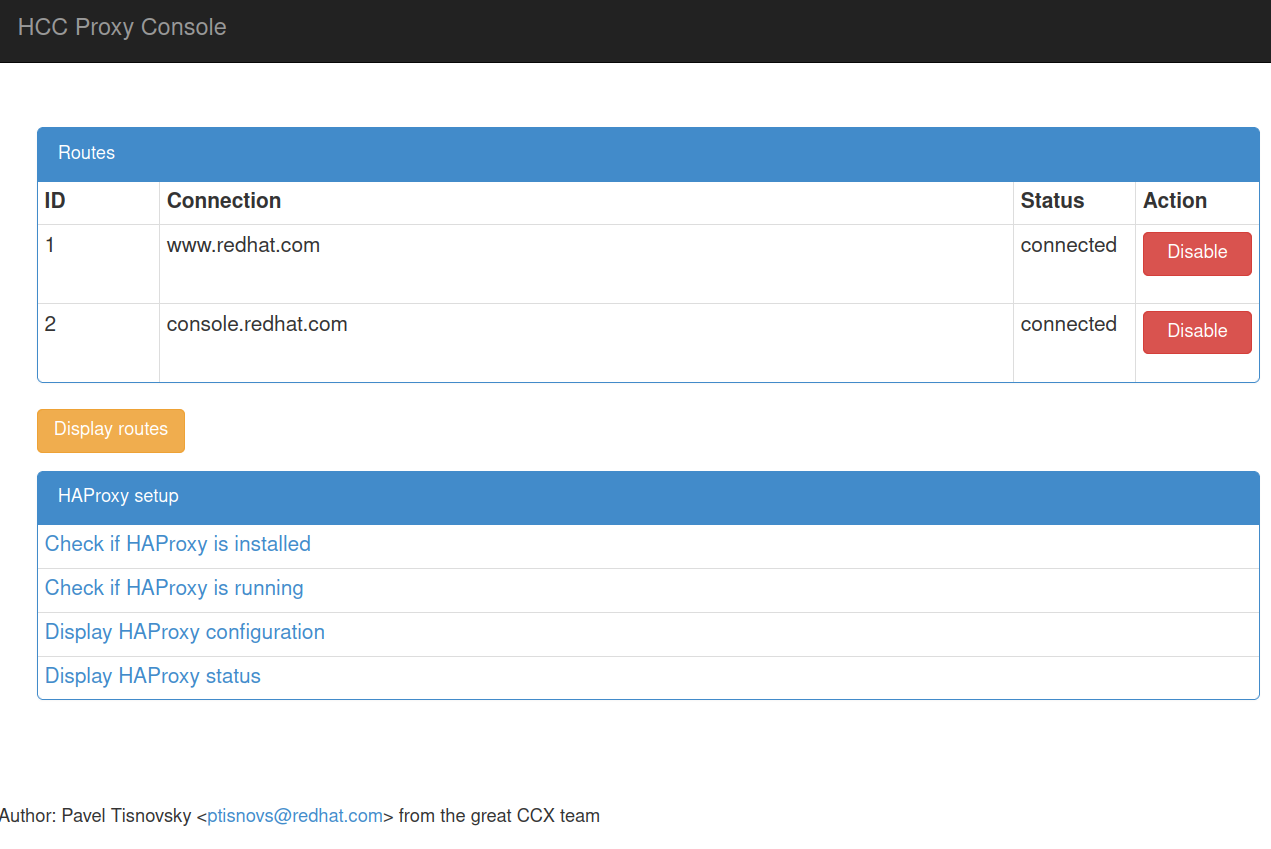 HCC Proxy Console
Routes
ID Connection Status Action
1 www.redhat.com connected Disable
2 console.redhat.com connected Disable
Display routes
HAProxy setup
Check if HAProxy is installed
Check if HAProxy is running
Display HAProxy configuration
Display HAProxy status
Author: Pavel Tisnovsky <ptisnovs@redhat.com> from the great CCX team